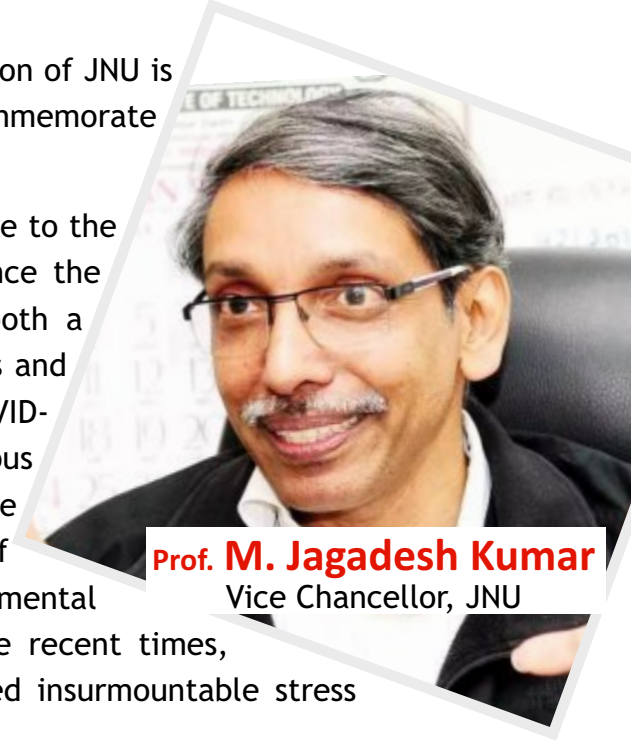 on of JNU is
nmemorate
E OF TECHNOLOGY
e to the
nce the
oth a
s and
VID-
ous
e
f
Prof. M. Jagadesh Kumar
mental
Vice Chancellor, JNU
e recent times,
ed insurmountable stress